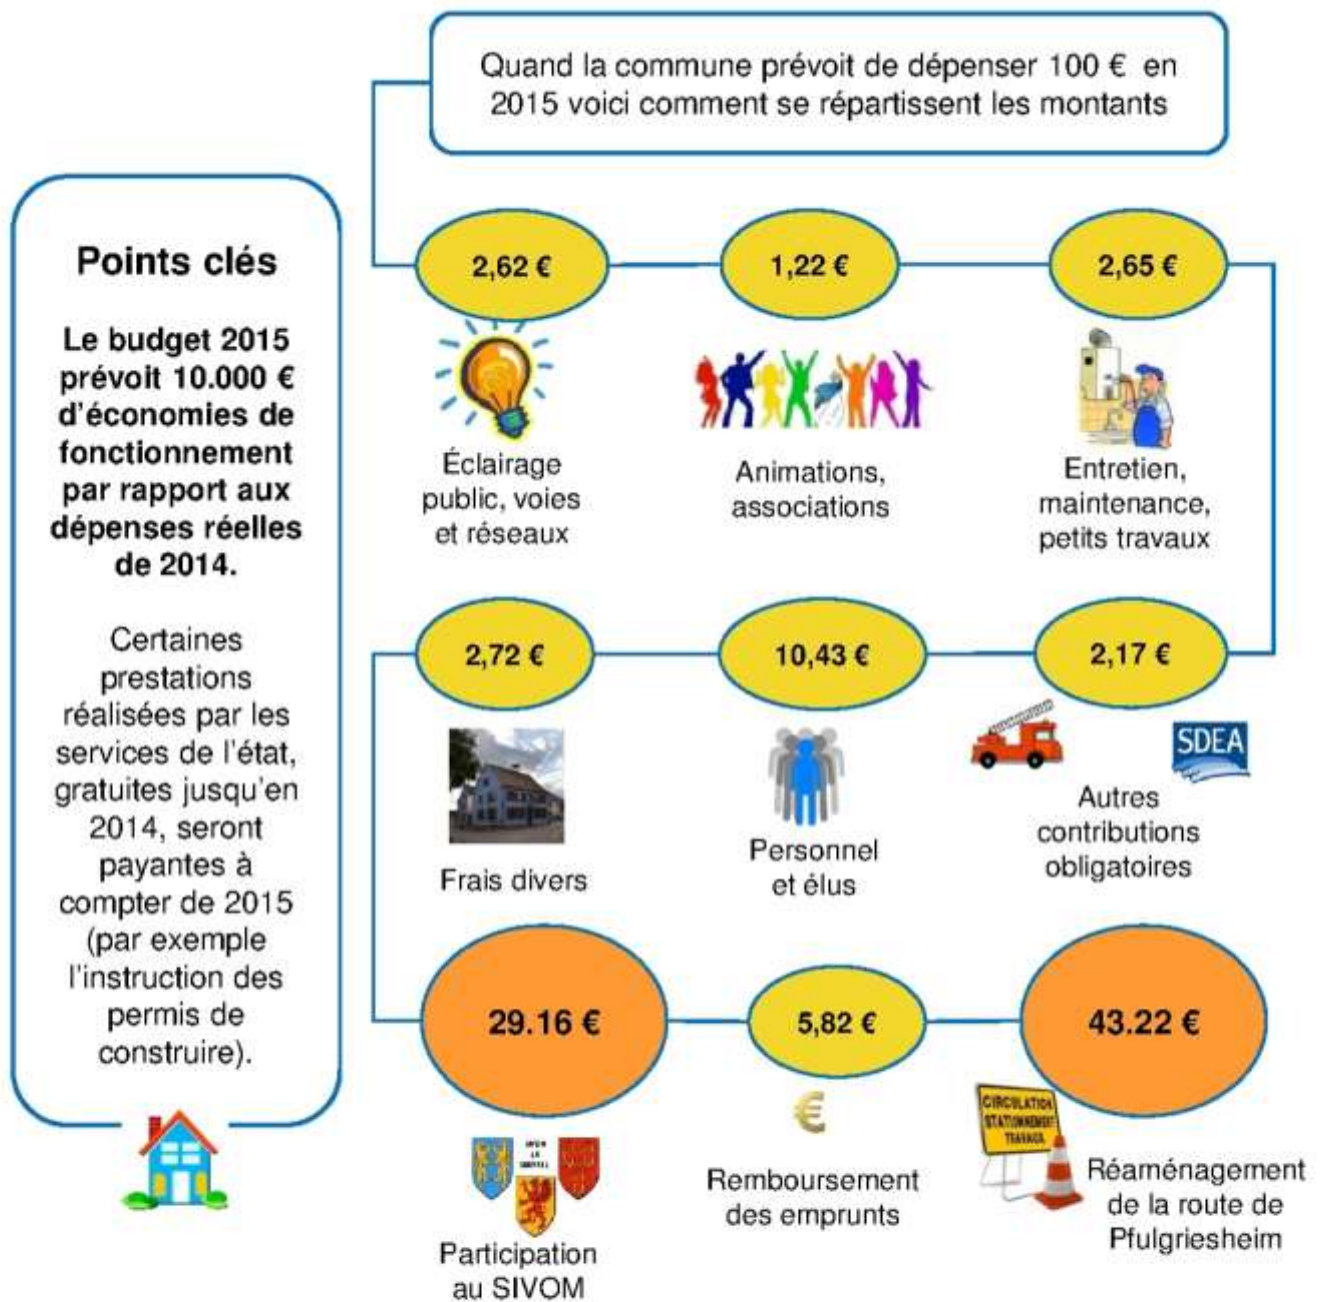 Quand la commune prévoit de dépenser 100 € en
2015 voici comment se répartissent les montants
Points clés
Le budget 2015
prévoit 10.000 €
d'économies de
fonctionnement
par rapport aux
dépenses réelles
de 2014.
Certaines
prestations
réalisées par les
services de l'état,
gratuites jusqu'en
2014, seront
payantes à
compter de 2015
(par exemple
l'instruction des
permis de
construire).
2,62 €
Éclairage
public, voies
et réseaux
1,22 €
Animations,
associations
2,65 €
Entretien,
maintenance,
petits travaux
2,72 €
Frais divers
10,43 €
Personnel
et élus
2,17 €
SDEA
Autres
contributions
obligatoires
29.16 €
Participation
au SIVOM
5,82 €
€
Remboursement
des emprunts
43.22 €
CIRCULATION
STATIONNEMENT
TRAVAUX
Réaménagement
de la route de
Pfulgriesheim